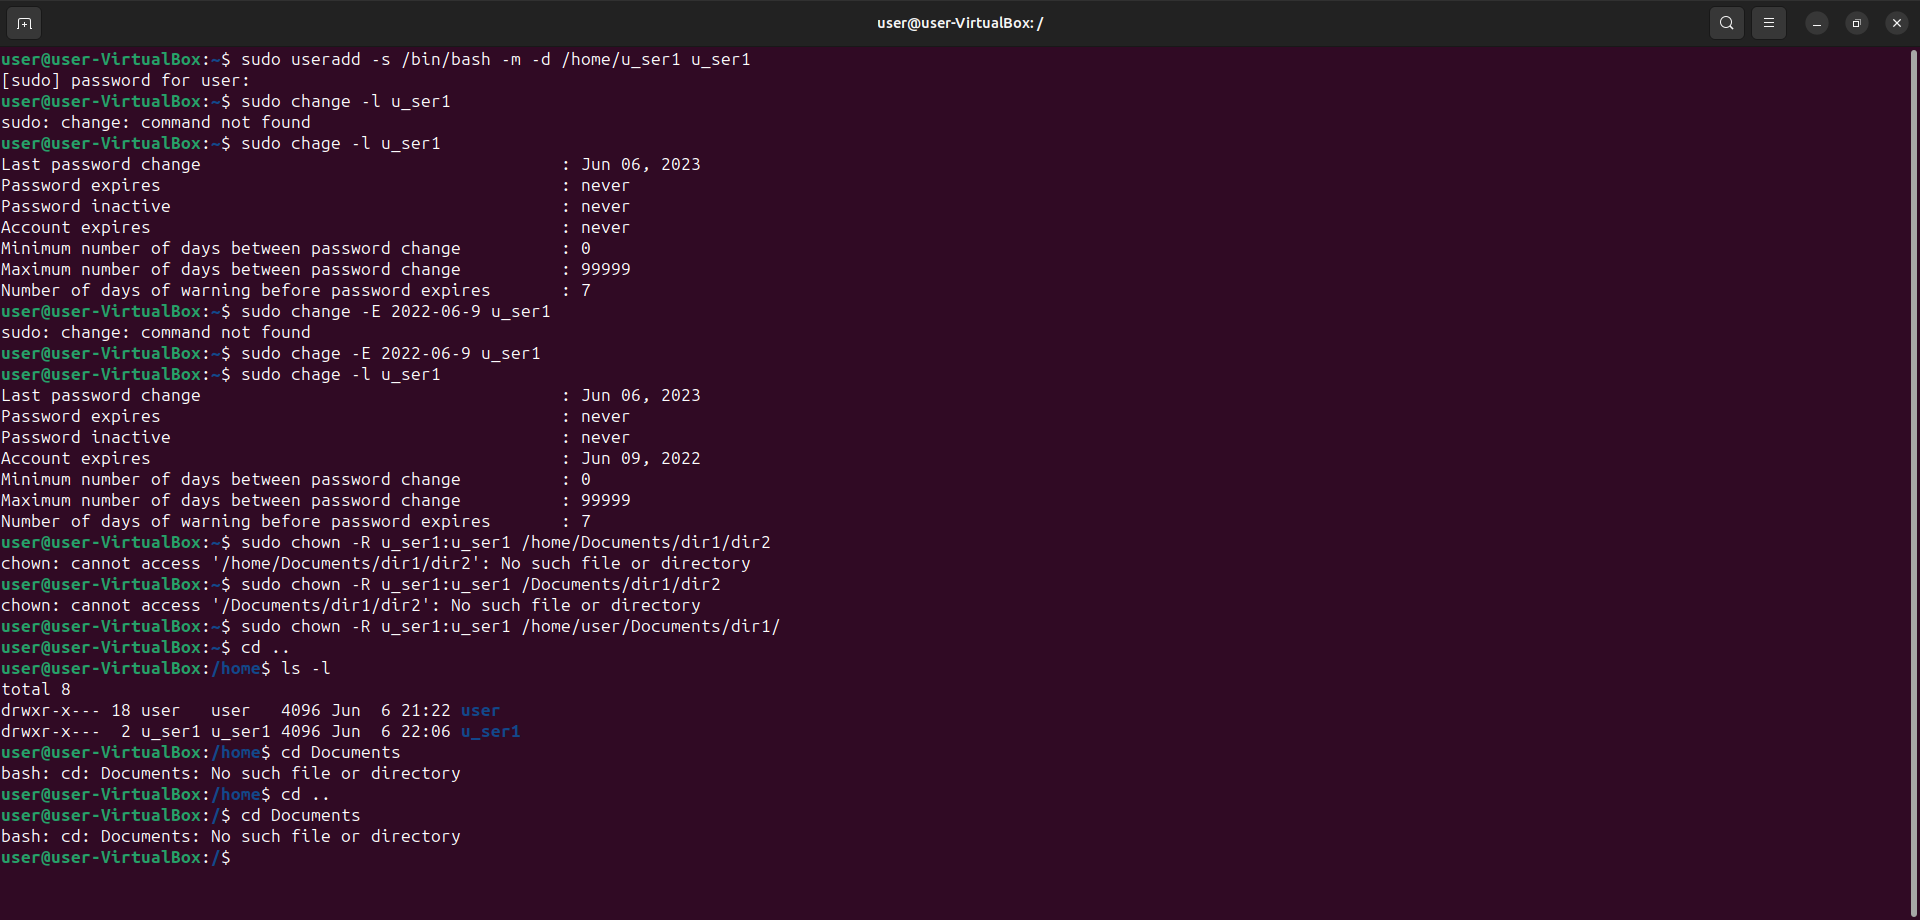 user@user-VirtualBox: /
user@user-VirtualBox:~$ sudo useradd -s /bin/bash -m -d /home/u_ser1 u_ser1
[sudo] password for user:
user@user-VirtualBox:~$ sudo change -l u_ser1
sudo: change: command not found
user@user-VirtualBox:~$ sudo chage -l u_ser1
Last password change                                    : Jun 06, 2023
Password expires                                        : never
Password inactive                                       : never
Account expires                                         : never
Minimum number of days between password change          : 0
Maximum number of days between password change          : 99999
Number of days of warning before password expires       : 7
user@user-VirtualBox:~$ sudo change -E 2022-06-9 u_ser1
sudo: change: command not found
user@user-VirtualBox:~$ sudo chage -E 2022-06-9 u_ser1
user@user-VirtualBox:~$ sudo chage -l u_ser1
Last password change                                    : Jun 06, 2023
Password expires                                        : never
Password inactive                                       : never
Account expires                                         : Jun 09, 2022
Minimum number of days between password change          : 0
Maximum number of days between password change          : 99999
Number of days of warning before password expires       : 7
user@user-VirtualBox:~$ sudo chown -R u_ser1:u_ser1 /home/Documents/dir1/dir2
chown: cannot access '/home/Documents/dir1/dir2': No such file or directory
user@user-VirtualBox:~$ sudo chown -R u_ser1:u_ser1 /Documents/dir1/dir2
chown: cannot access '/Documents/dir1/dir2': No such file or directory
user@user-VirtualBox:~$ sudo chown -R u_ser1:u_ser1 /home/user/Documents/dir1/
user@user-VirtualBox:~$ cd ..
user@user-VirtualBox:/home$ ls -l
total 8
drwxr-x--- 18 user   user   4096 Jun  6 21:22 user
drwxr-x---  2 u_ser1 u_ser1 4096 Jun  6 22:06 u_ser1
user@user-VirtualBox:/home$ cd Documents
bash: cd: Documents: No such file or directory
user@user-VirtualBox:/home$ cd ..
user@user-VirtualBox:/$ cd Documents
bash: cd: Documents: No such file or directory
user@user-VirtualBox:/$